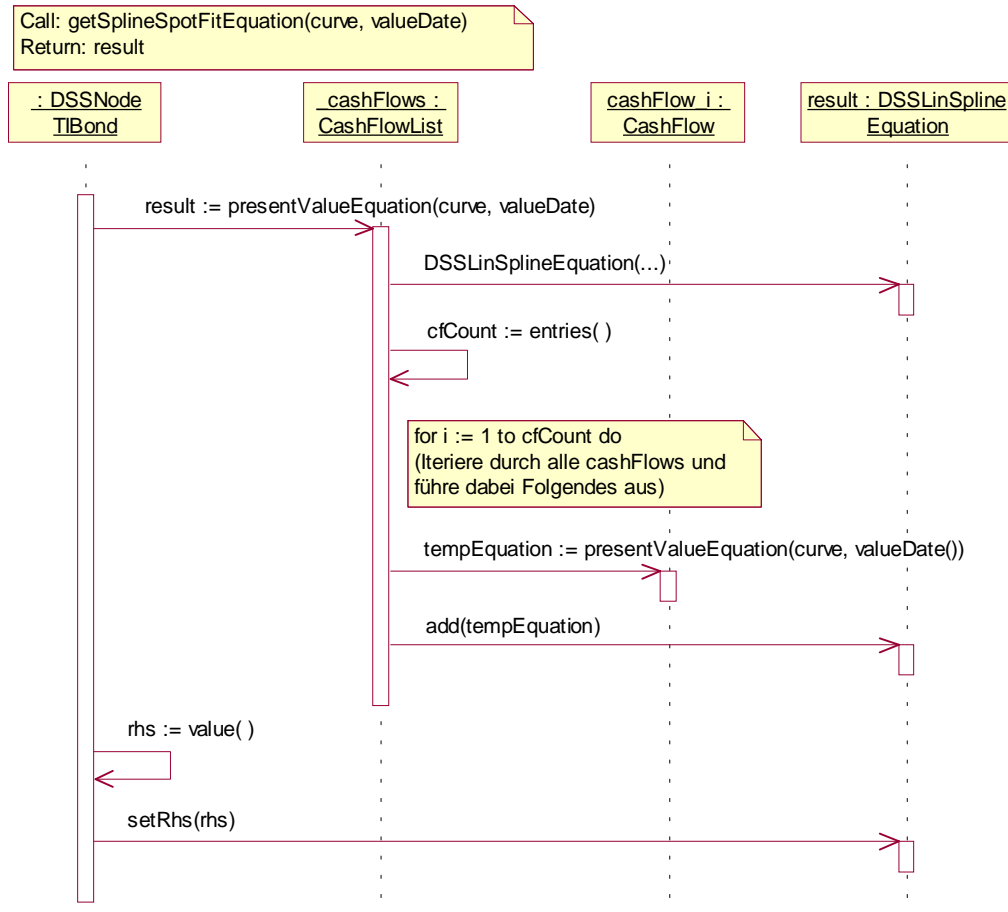 Call: getSplineSpotFitEquation(curve, valueDate)
Return: result
: DSSNode
TIBond
_cashFlows :
CashFlowList
cashFlow_i :
CashFlow
result : DSSLinSpline
Equation
result := presentValueEquation(curve, valueDate)
DSSLinSplineEquation(...)
cfCount := entries( )
for i := 1 to cfCount do
(Iteriere durch alle cashFlows und
führe dabei Folgendes aus)
tempEquation := presentValueEquation(curve, valueDate())
add(tempEquation)
rhs := value( )
setRhs(rhs)